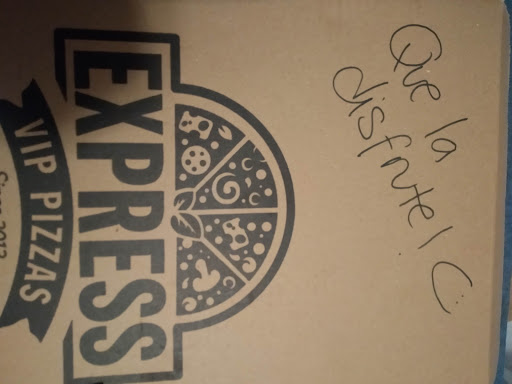 Que la
disfrute! (:
EXPRESS
VIP PIZZAS